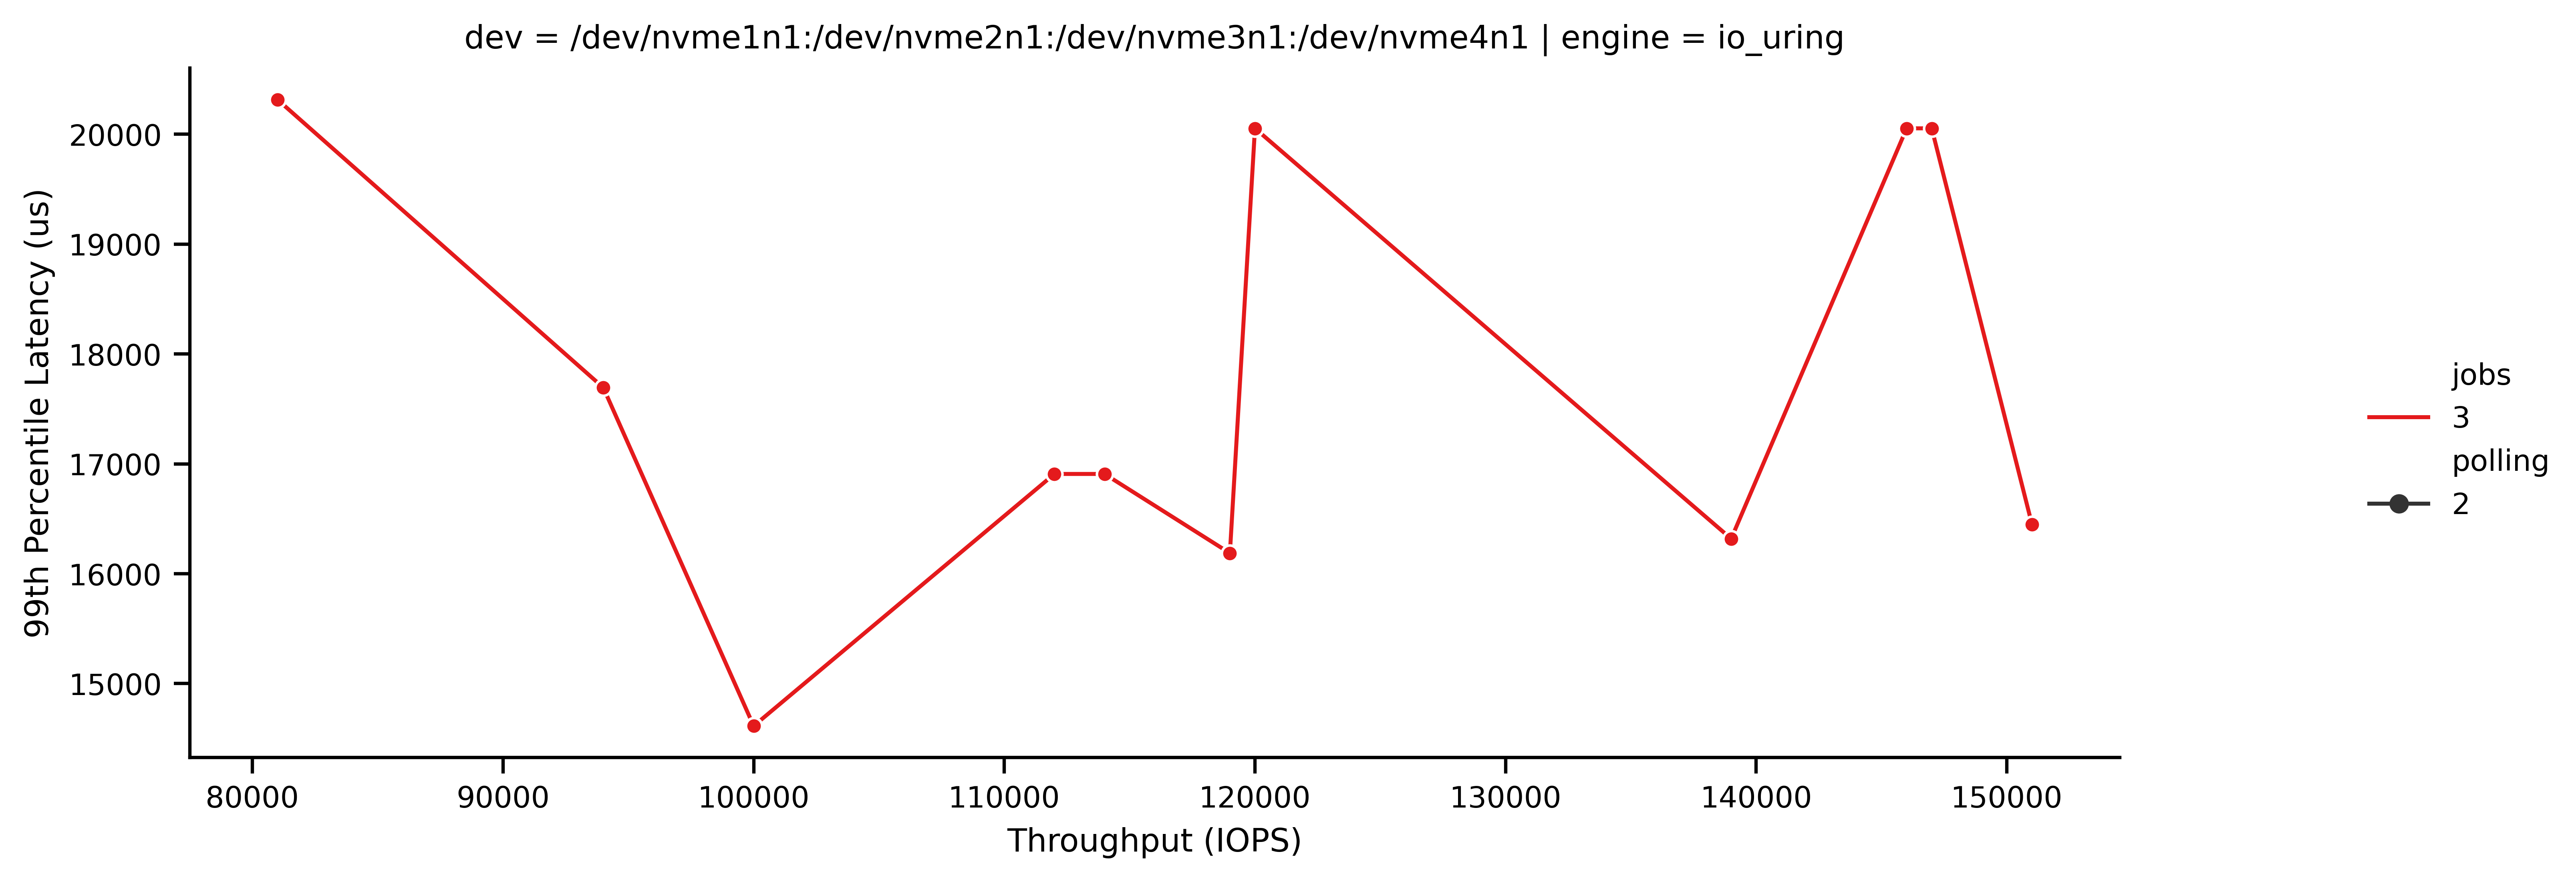 dev = /dev/nvme1n1:/dev/nvme2n1:/dev/nvme3n1:/dev/nvme4n1 | engine = io_uring
99th Percentile Latency (us)
20000
19000
18000
17000
16000
15000
80000 90000 100000 110000 120000 130000 140000 150000
Throughput (IOPS)
jobs
3
polling
2